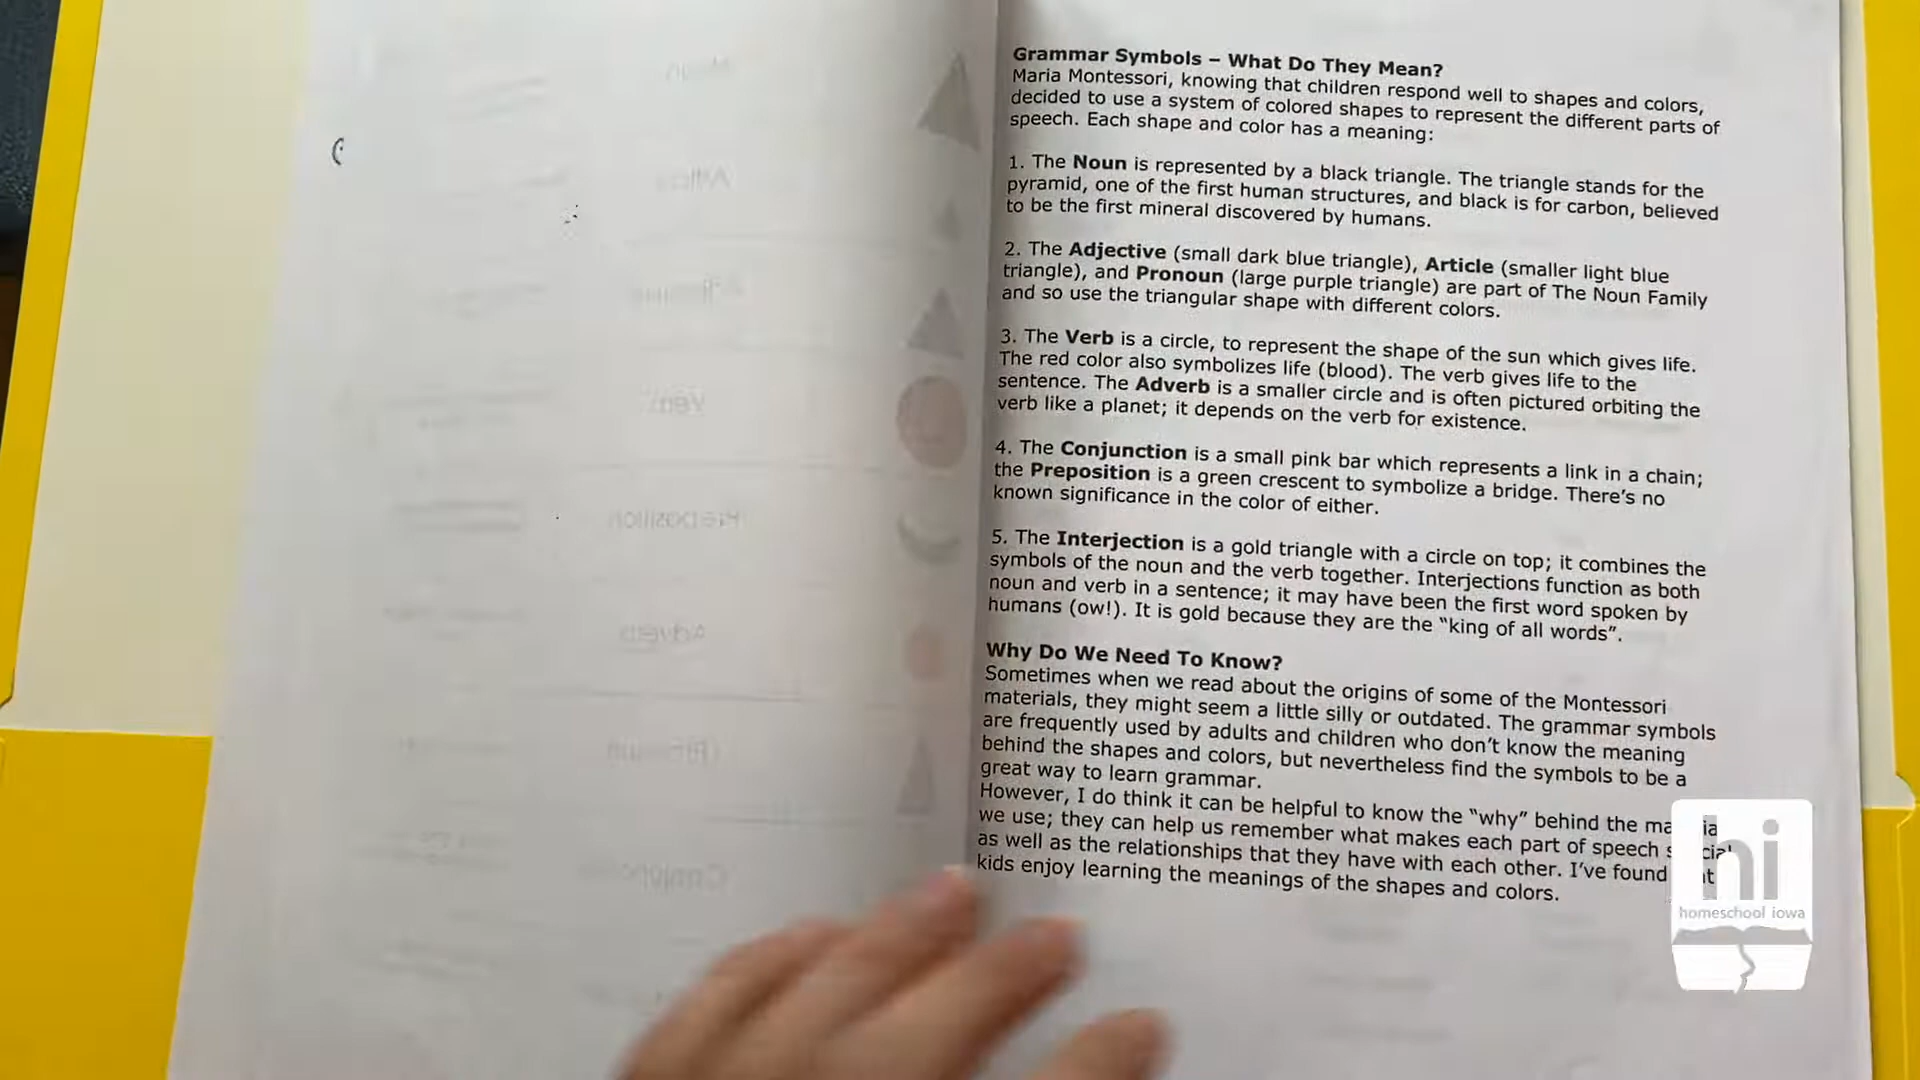 Grammar Symbols – What Do They Mean?
Maria Montessori, knowing that children respond well to shapes and colors,
decided to use a system of colored shapes to represent the different parts of
speech. Each shape and color has a meaning:
1. The Noun is represented by a black triangle. The triangle stands for the
pyramid, one of the first human structures, and black is for carbon, believed
to be the first mineral discovered by humans.
2. The Adjective (small dark blue triangle), Article (smaller light blue
triangle), and Pronoun (large purple triangle) are part of The Noun Family
and so use the triangular shape with different colors.
3. The Verb is a circle, to represent the shape of the sun which gives life.
The red color also symbolizes life (blood). The verb gives life to the
sentence. The Adverb is a smaller circle and is often pictured orbiting the
verb like a planet; it depends on the verb for existence.
4. The Conjunction is a small pink bar which represents a link in a chain;
the Preposition is a green crescent to symbolize a bridge. There's no
known significance in the color of either.
5. The Interjection is a gold triangle with a circle on top; it combines the
symbols of the noun and the verb together. Interjections function as both
noun and verb in a sentence; it may have been the first word spoken by
humans (ow!). It is gold because they are the “king of all words”.
Why Do We Need To Know?
Sometimes when we read about the origins of some of the Montessori
materials, they might seem a little silly or outdated. The grammar symbols
are frequently used by adults and children who don't know the meaning
behind the shapes and colors, but nevertheless find the symbols to be a
great way to learn grammar.
However, I do think it can be helpful to know the “why” behind the
we use; they can help us remember what makes each part of speech
as well as the relationships that they have with each other. I've found
kids enjoy learning the meanings of the shapes and colors.
hi
homeschool iowa